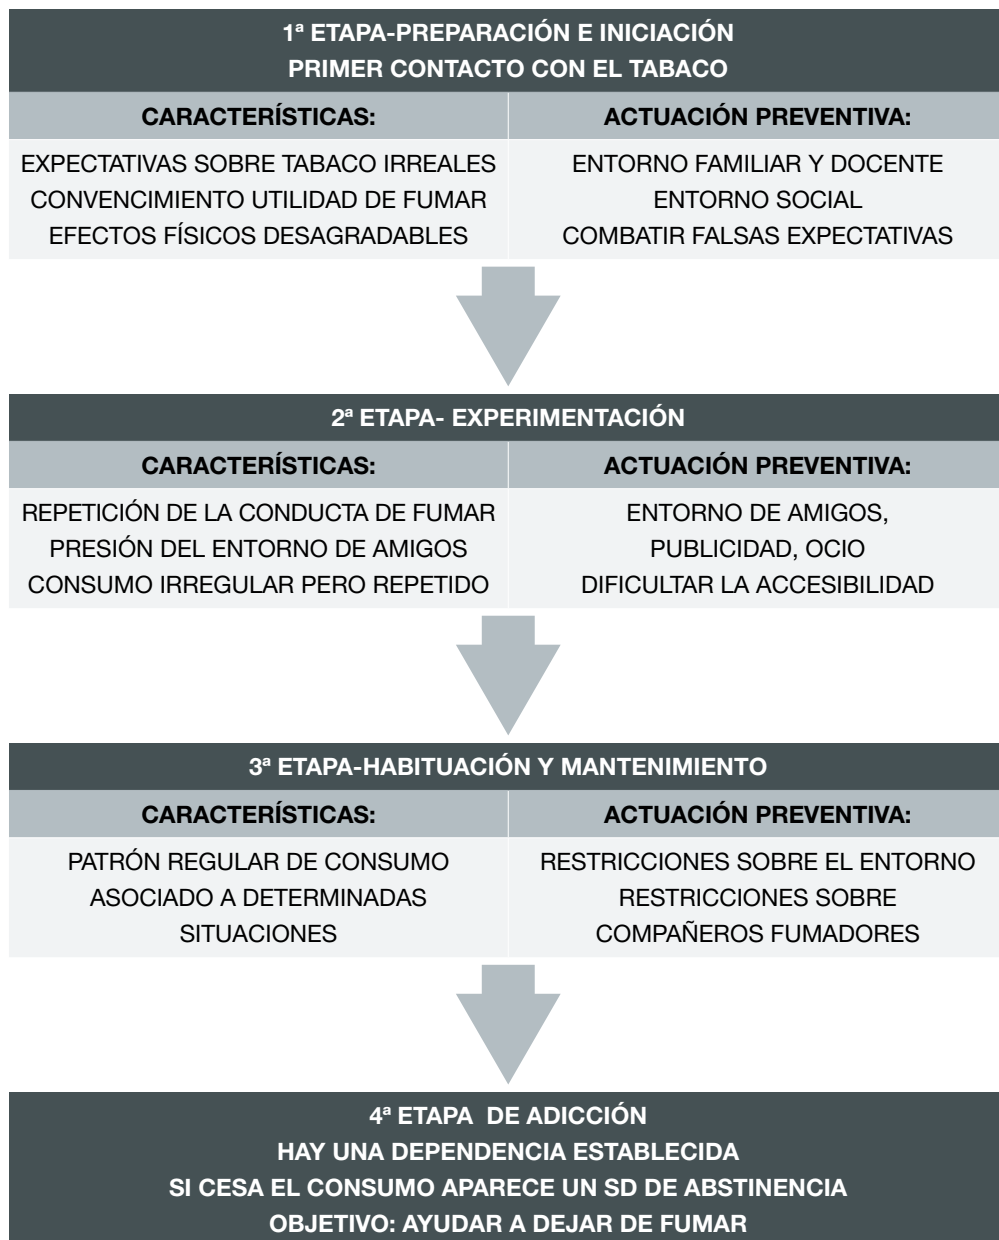 1ª ETAPA-PREPARACIÓN E INICIACIÓN
PRIMER CONTACTO CON EL TABACO
CARACTERÍSTICAS:
EXPECTATIVAS SOBRE TABACO IRREALES
CONVENCIMIENTO UTILIDAD DE FUMAR
EFECTOS FÍSICOS DESAGRADABLES
ACTUACIÓN PREVENTIVA:
ENTORNO FAMILIAR Y DOCENTE
ENTORNO SOCIAL
COMBATIR FALSAS EXPECTATIVAS
2ª ETAPA- EXPERIMENTACIÓN
CARACTERÍSTICAS:
REPETICIÓN DE LA CONDUCTA DE FUMAR
PRESIÓN DEL ENTORNO DE AMIGOS
CONSUMO IRREGULAR PERO REPETIDO
ACTUACIÓN PREVENTIVA:
ENTORNO DE AMIGOS,
PUBLICIDAD, OCIO
DIFICULTAR LA ACCESIBILIDAD
3ª ETAPA-HABITUACIÓN Y MANTENIMIENTO
CARACTERÍSTICAS:
PATRÓN REGULAR DE CONSUMO
ASOCIADO A DETERMINADAS
SITUACIONES
ACTUACIÓN PREVENTIVA:
RESTRICCIONES SOBRE EL ENTORNO
RESTRICCIONES SOBRE
COMPAÑEROS FUMADORES
4ª ETAPA  DE ADICCIÓN
HAY UNA DEPENDENCIA ESTABLECIDA
SI CESA EL CONSUMO APARECE UN SD DE ABSTINENCIA
OBJETIVO: AYUDAR A DEJAR DE FUMAR